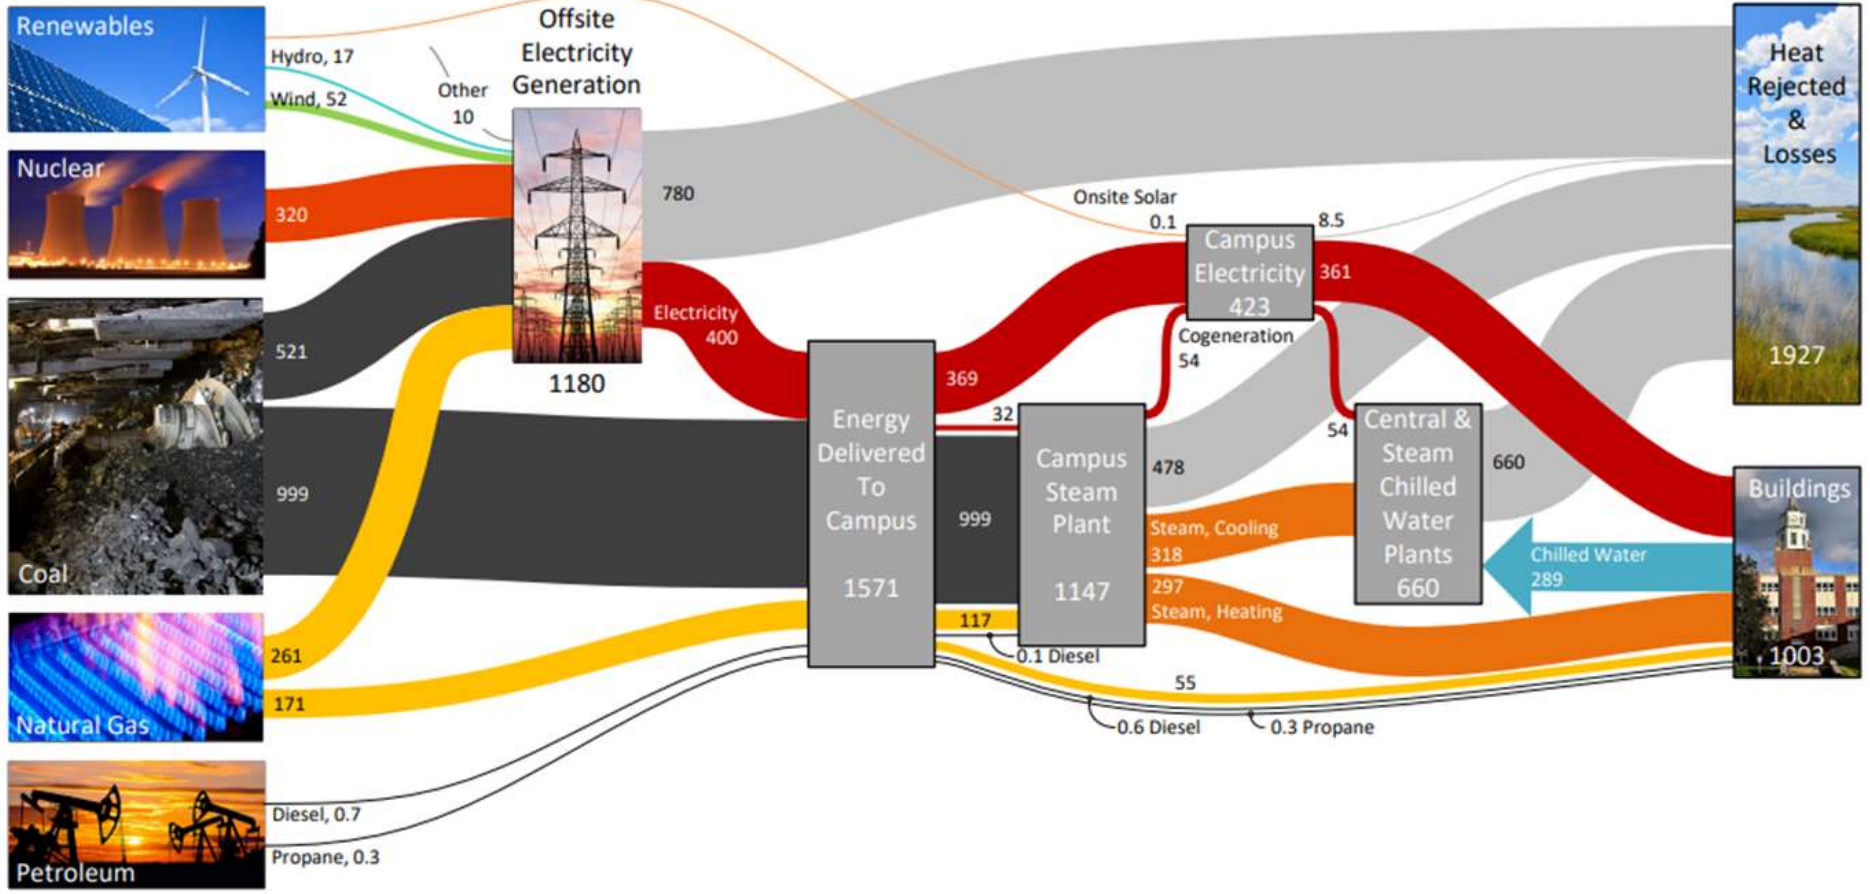 Renewables
Hydro, 17
Wind, 52
Other
10
Offsite
Electricity
Generation
1180
Nuclear
320
521
999
Coal
261
171
Natural Gas
Diesel, 0.7
Propane, 0.3
Petroleum
780
Electricity
400
Energy
Delivered
To
Campus
1571
369
32
999
117
0.1 Diesel
55
0.6 Diesel
0.3 Propane
Campus
Steam
Plant
1147
Onsite Solar
0.1
Campus
Electricity
423
8.5
361
Cogeneration
54
54
478
Steam, Cooling
318
297
Steam, Heating
Central &
Steam
Chilled
Water
Plants
660
660
Chilled Water
289
Heat
Rejected
&
Losses
1927
Buildings
1003